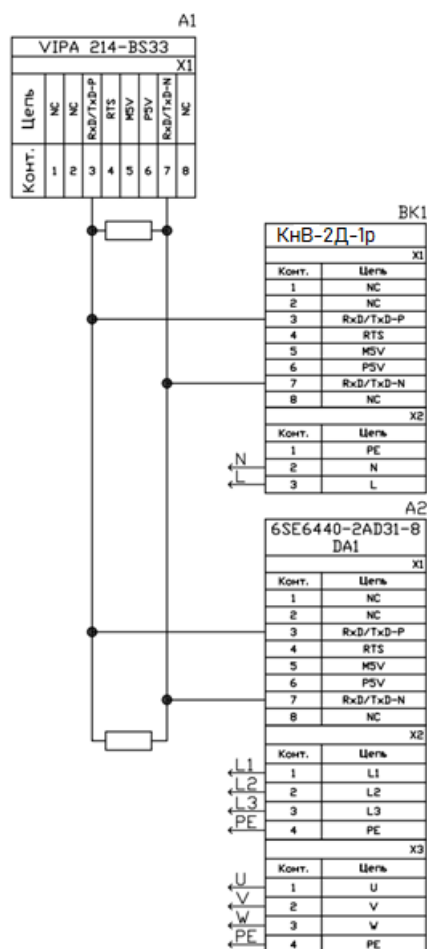 A1
VIPA 214-BS33
X1
Цепь NC NC RxD/TxD-P RTS M5V P5V RxD/TxD-N NC
Конт. 1 2 3 4 5 6 7 8
BK1
КнВ-2Д-1р
X1
Конт. Цепь
1 NC
2 NC
3 RxD/TxD-P
4 RTS
5 M5V
6 P5V
7 RxD/TxD-N
8 NC
X2
Конт. Цепь
1 PE
N 2 N
L 3 L
A2
6SE6440-2AD31-8
DA1
X1
Конт. Цепь
1 NC
2 NC
3 RxD/TxD-P
4 RTS
5 M5V
6 P5V
7 RxD/TxD-N
8 NC
X2
Конт. Цепь
L1 1 L1
L2 2 L2
L3 3 L3
PE 4 PE
X3
Конт. Цепь
U 1 U
V 2 V
W 3 W
PE 4 PE